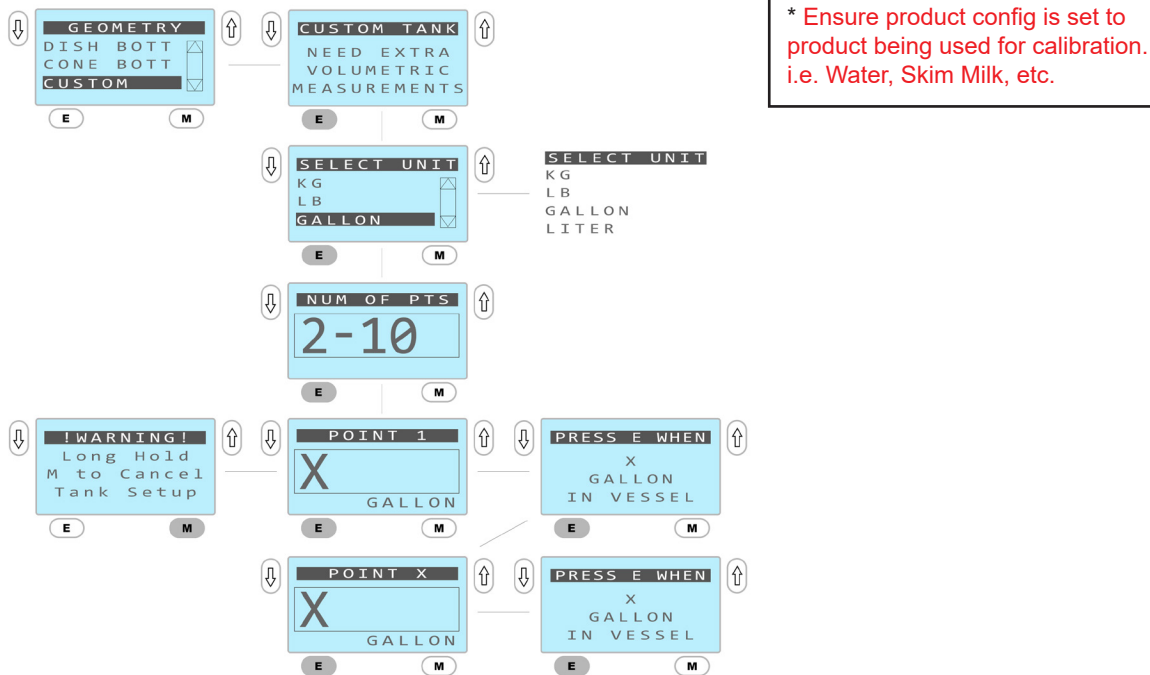 GEOMETRY
DISH BOTT
CONE BOTT
CUSTOM
E
M
CUSTOM TANK
NEED EXTRA
VOLUMETRIC
MEASUREMENTS
E
M
* Ensure product config is set to
product being used for calibration.
i.e. Water, Skim Milk, etc.
SELECT UNIT
KG
LB
GALLON
E
M
SELECT UNIT
KG
LB
GALLON
LITER
NUM OF PTS
2-10
E
M
!WARNING!
Long Hold
M to Cancel
Tank Setup
E
M
POINT 1
X
GALLON
E
M
PRESS E WHEN
X
GALLON
IN VESSEL
E
M
POINT X
X
GALLON
E
M
PRESS E WHEN
X
GALLON
IN VESSEL
E
M